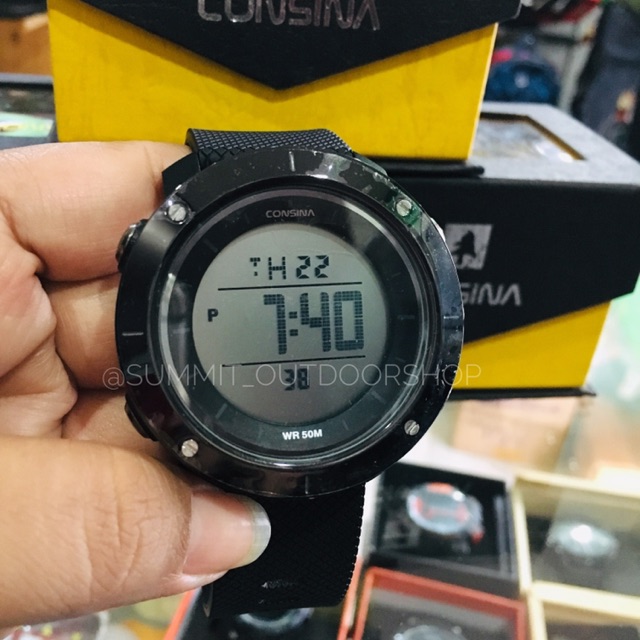 CONSINA
CONSINA
TH 22
P 7:40
38
WR 50M
@SUMMIT_OUTDOORSHOP